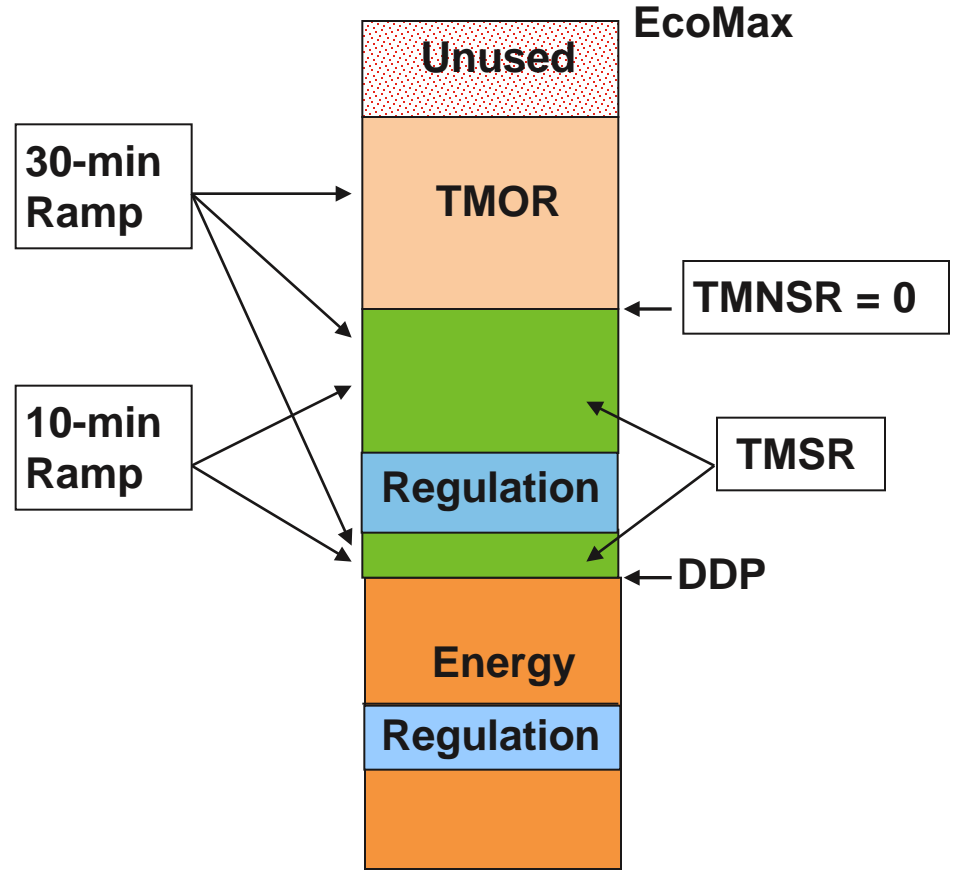 EcoMax
Unused
30-min
Ramp
TMOR
TMNSR = 0
10-min
Ramp
TMSR
Regulation
DDP
Energy
Regulation